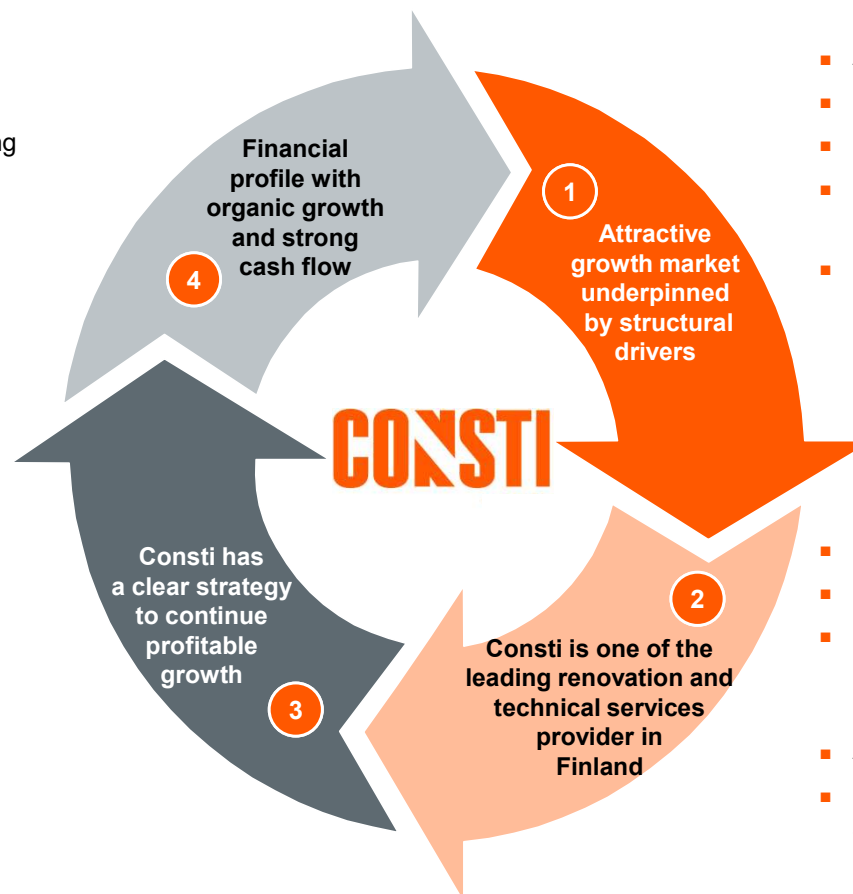 Financial
profile with
organic growth
and strong
cash flow
4
1
Attractive
growth market
underpinned
by structural
drivers
CONSTI
2
Consti is one of the
leading renovation and
technical services
provider in
Finland
Consti has
a clear strategy
to continue
profitable
growth
3